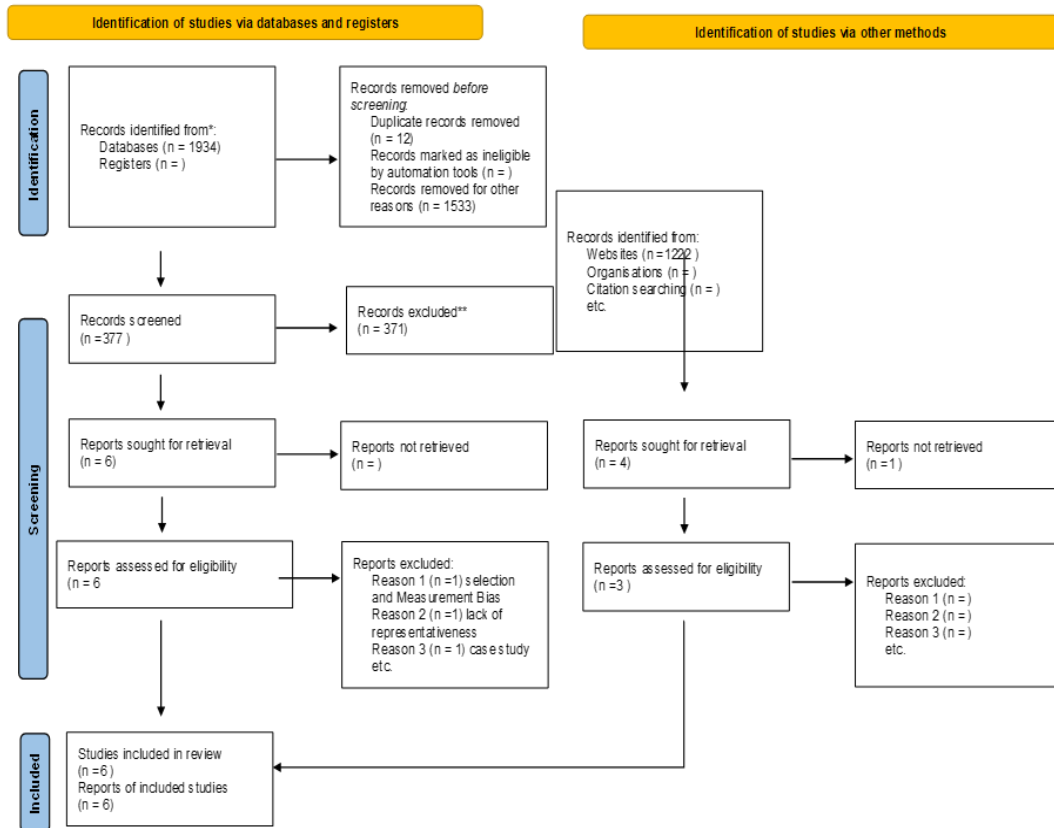 Identification of studies via databases and registers
Identification of studies via other methods
Identification
Records identified from*:
Databases (n = 1934)
Registers (n = )
Records removed before
screening:
Duplicate records removed
(n = 12)
Records marked as ineligible
by automation tools (n = )
Records removed for other
reasons (n = 1533)
Records identified from:
Websites (n=1222 )
Organisations (n = )
Citation searching (n = )
etc.
Screening
Records screened
(n =377 )
Records excluded**
(n = 371)
Reports sought for retrieval
(n = 6)
Reports not retrieved
(n = )
Reports sought for retrieval
(n = 4)
Reports not retrieved
(n =1 )
Reports assessed for eligibility
(n = 6
Reports excluded:
Reason 1 (n =1) selection
and Measurement Bias
Reason 2 (n =1) lack of
representativeness
Reason 3 (n = 1) case study
etc.
Reports assessed for eligibility
(n =3 )
Reports excluded:
Reason 1 (n = )
Reason 2 (n = )
Reason 3 (n = )
etc.
Included
Studies included in review
(n =6)
Reports of included studies
(n = 6)